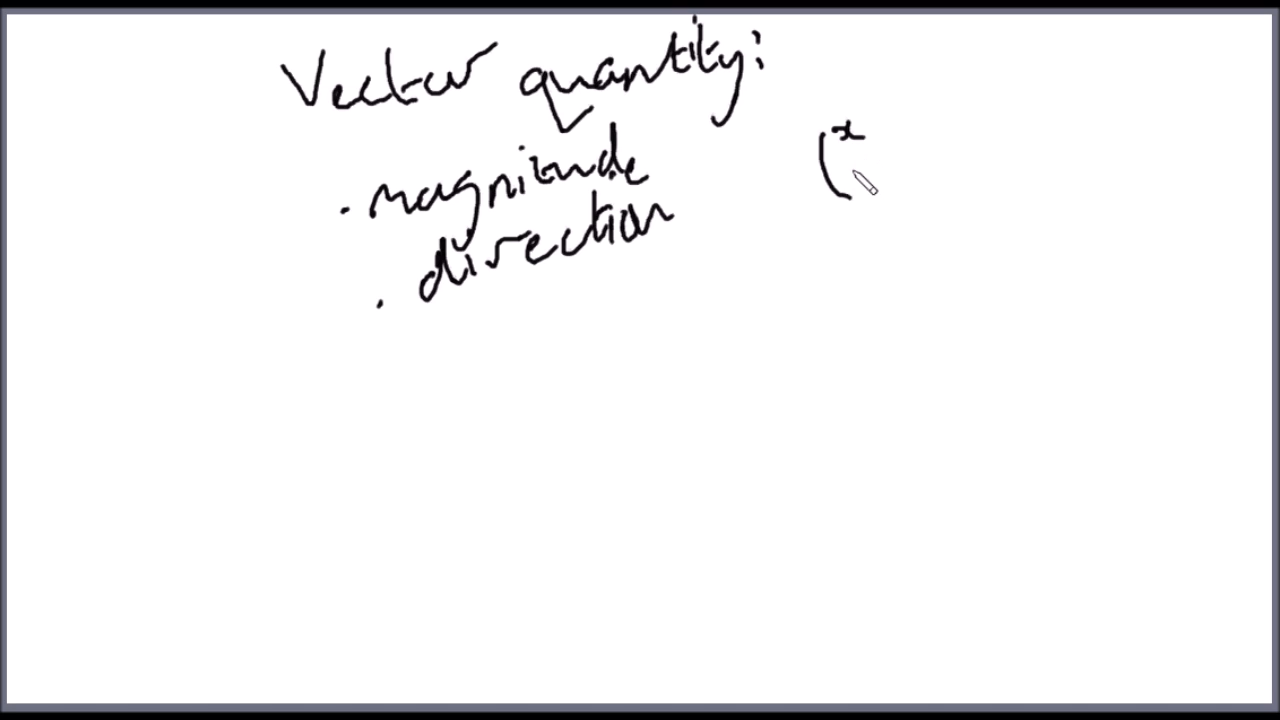 Vector quantity:
. magnitude
. direction
(x